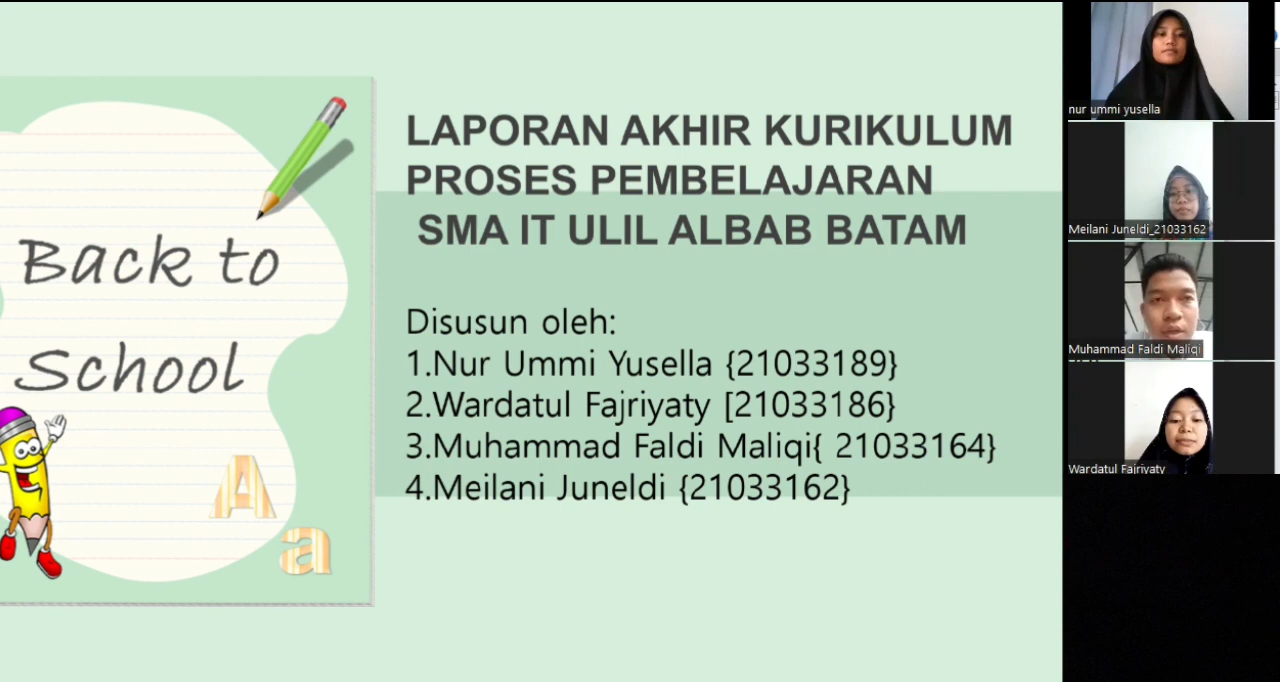 Back to
School
A
a
LAPORAN AKHIR KURIKULUM
PROSES PEMBELAJARAN
SMA IT ULIL ALBAB BATAM
Disusun oleh:
1.Nur Ummi Yusella {21033189}
2.Wardatul Fajriyaty [21033186}
3.Muhammad Faldi Maliqi{ 21033164}
4.Meilani Juneldi {21033162}
nur ummi yusella
Meilani Juneldi_21033162
Muhammad Faldi Maliqi
Wardatul Fajriyaty